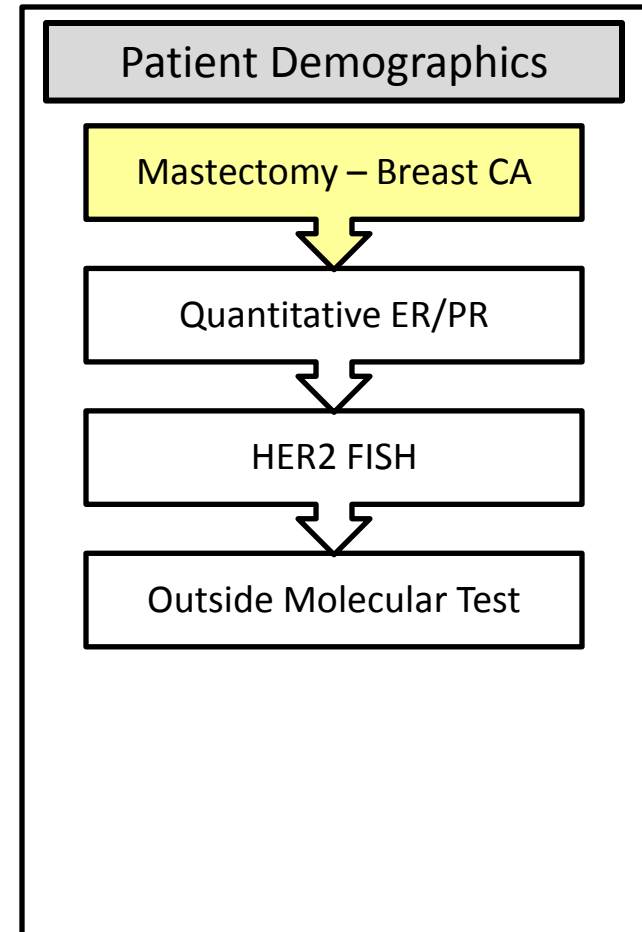 Patient Demographics
Mastectomy – Breast CA
Quantitative ER/PR
HER2 FISH
Outside Molecular Test